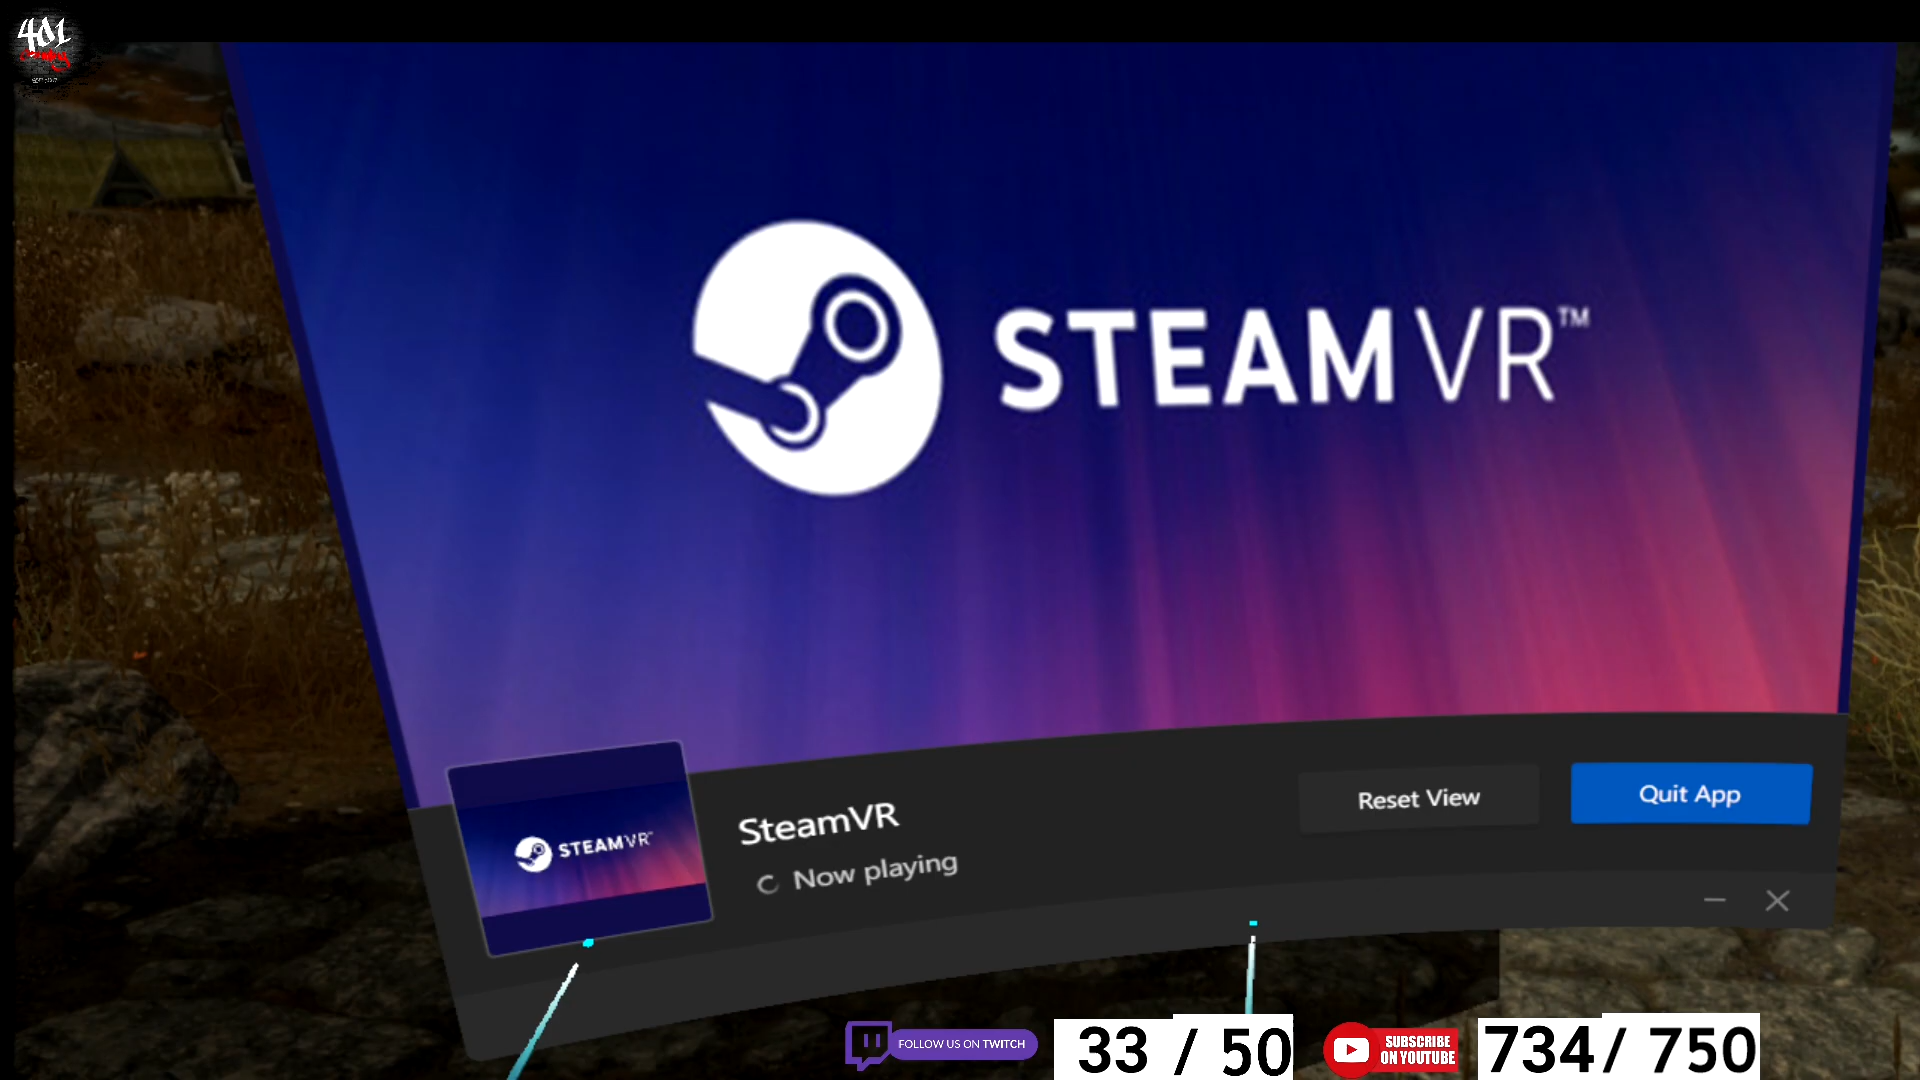 401
STEAMVR™
STEAMVR
SteamVR
Now playing
Reset View
Quit App
FOLLOW US ON TWITCH
33 / 50
SUBSCRIBE
ON YOUTUBE
734 / 750